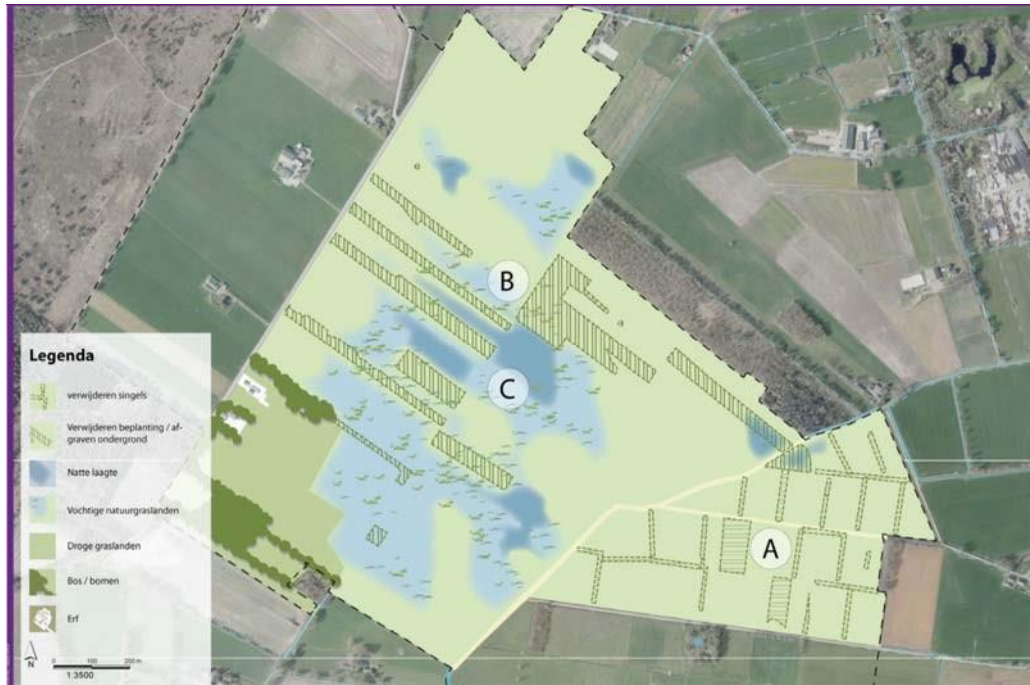 B
C
A
Legenda
verwijderen singels
Verwijderen beplanting / af-
graven ondergrond
Natte laagte
Vochtige natuurgraslanden
Droge graslanden
Bos / bomen
Erf
N
0 100 200 m
1:3500